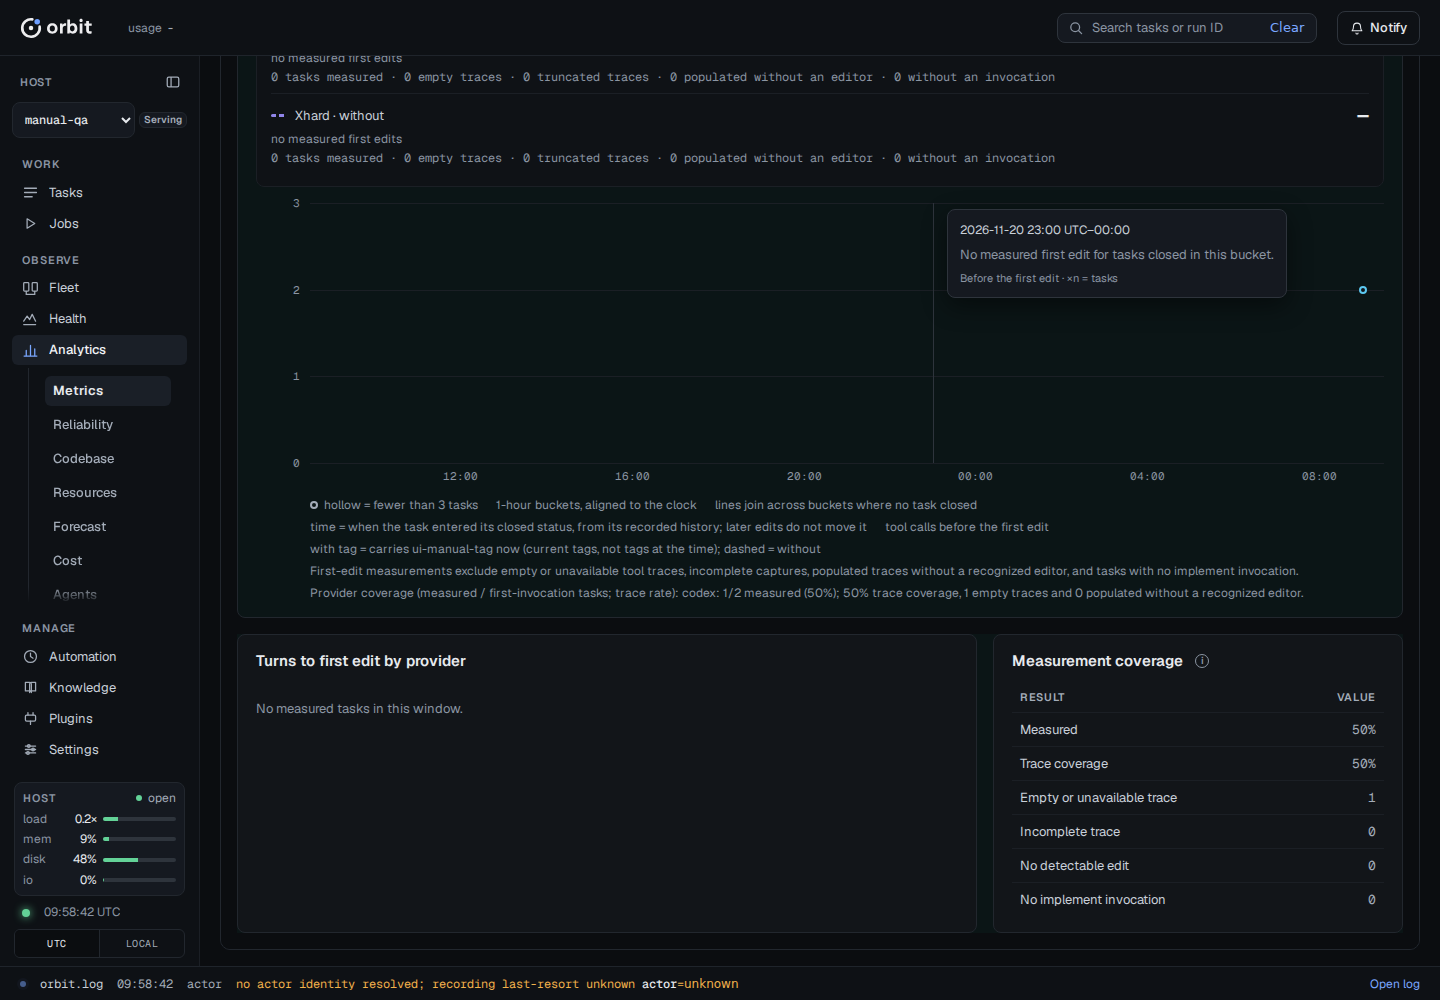 orbit
usage -
Search tasks or run ID
Clear
Notify
HOST
manual-qa
Serving
WORK
Tasks
Jobs
OBSERVE
Fleet
Health
Analytics
Metrics
Reliability
Codebase
Resources
Forecast
Cost
Agents
MANAGE
Automation
Knowledge
Plugins
Settings
HOST open
load 0.2×
mem 9%
disk 48%
io 0%
09:58:42 UTC
UTC LOCAL
no measured first edits
0 tasks measured · 0 empty traces · 0 truncated traces · 0 populated without an editor · 0 without an invocation
Xhard · without —
no measured first edits
0 tasks measured · 0 empty traces · 0 truncated traces · 0 populated without an editor · 0 without an invocation
3
2
1
0
2026-11-20 23:00 UTC–00:00
No measured first edit for tasks closed in this bucket.
Before the first edit · ×n = tasks
12:00 16:00 20:00 00:00 04:00 08:00
hollow = fewer than 3 tasks 1-hour buckets, aligned to the clock lines join across buckets where no task closed
time = when the task entered its closed status, from its recorded history; later edits do not move it tool calls before the first edit
with tag = carries ui-manual-tag now (current tags, not tags at the time); dashed = without
First-edit measurements exclude empty or unavailable tool traces, incomplete captures, populated traces without a recognized editor, and tasks with no implement invocation.
Provider coverage (measured / first-invocation tasks; trace rate): codex: 1/2 measured (50%); 50% trace coverage, 1 empty traces and 0 populated without a recognized editor.
Turns to first edit by provider
No measured tasks in this window.
Measurement coverage
RESULT VALUE
Measured 50%
Trace coverage 50%
Empty or unavailable trace 1
Incomplete trace 0
No detectable edit 0
No implement invocation 0
orbit.log 09:58:42 actor no actor identity resolved; recording last-resort unknown actor=unknown
Open log